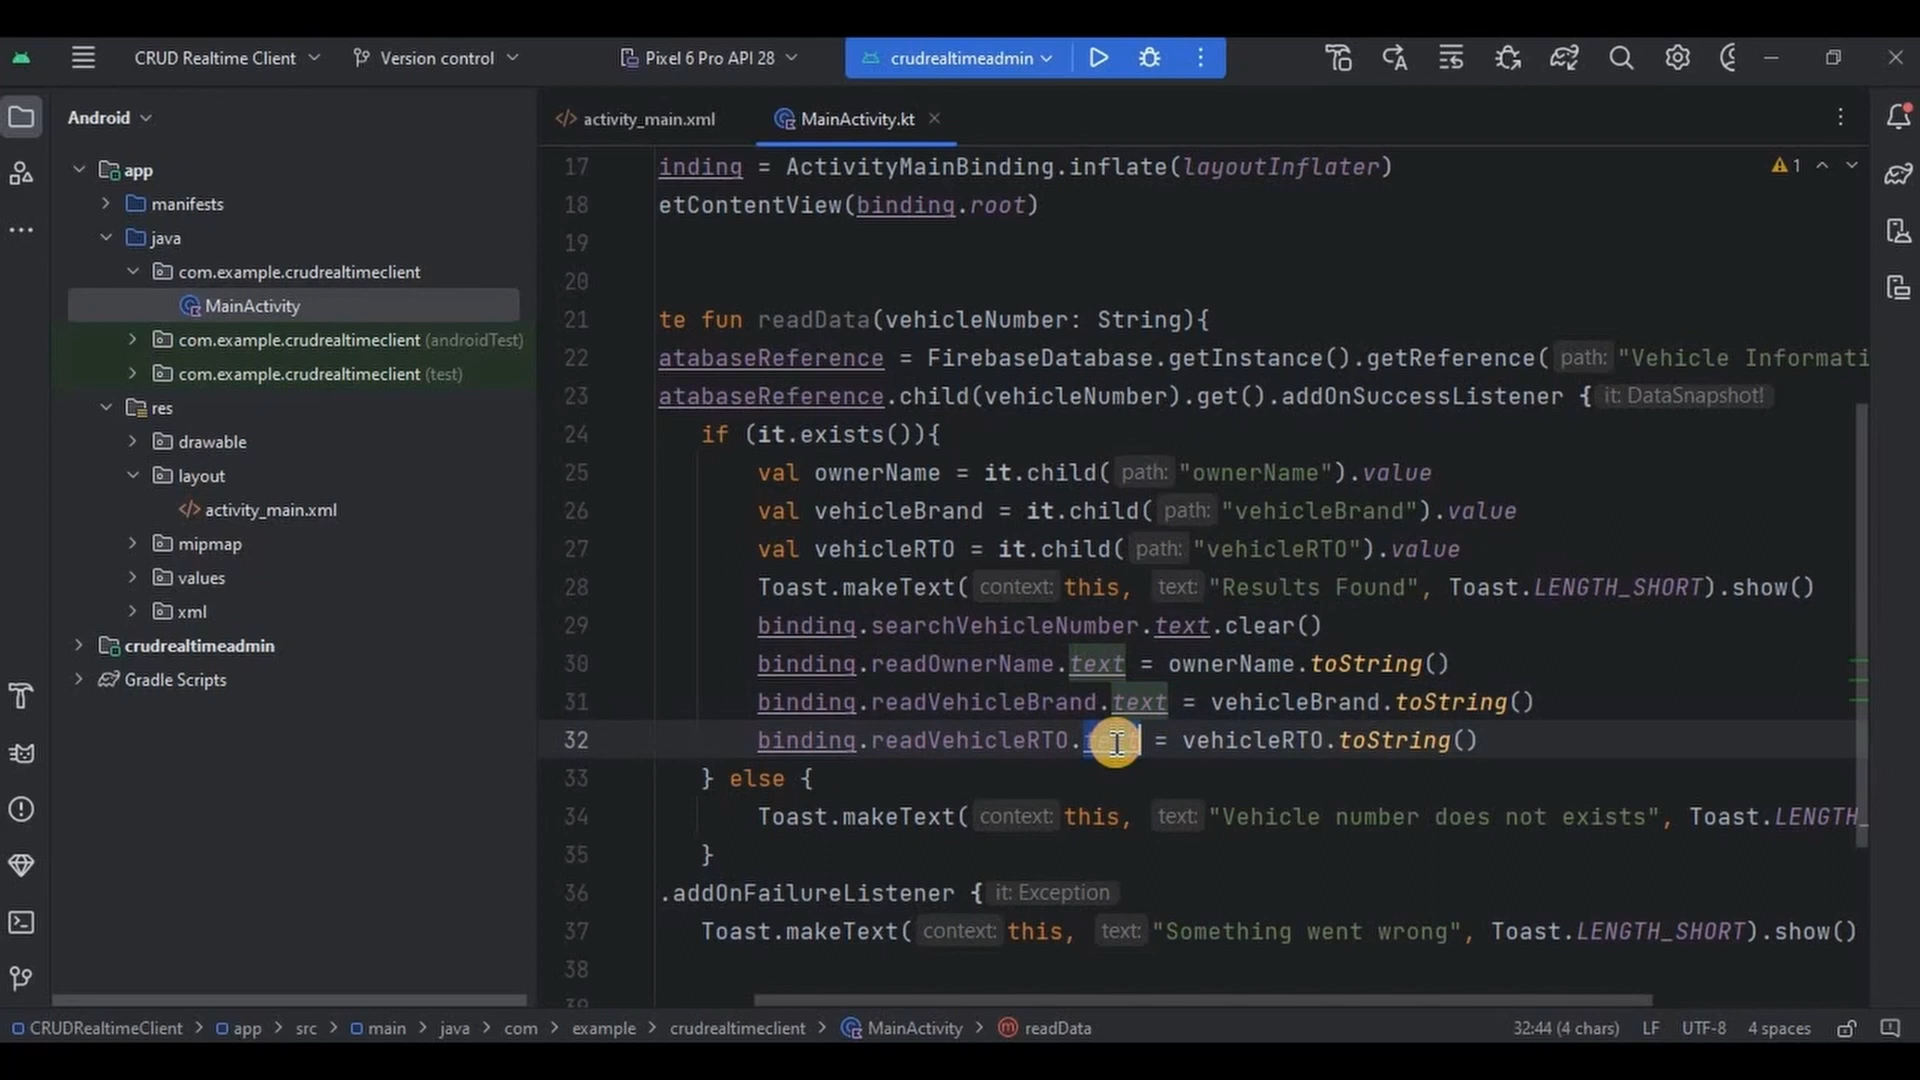 CRUD Realtime Client
Version control
Pixel 6 Pro API 28
crudrealtimeadmin
Android
activity_main.xml
MainActivity.kt
app
manifests
java
com.example.crudrealtimeclient
MainActivity
com.example.crudrealtimeclient (androidTest)
com.example.crudrealtimeclient (test)
res
drawable
layout
activity_main.xml
mipmap
values
xml
crudrealtimeadmin
Gradle Scripts
1
17 inding = ActivityMainBinding.inflate(layoutInflater)
18 etContentView(binding.root)
19
20
21 te fun readData(vehicleNumber: String){
22 atabaseReference = FirebaseDatabase.getInstance().getReference( path: "Vehicle Informati
23 atabaseReference.child(vehicleNumber).get().addOnSuccessListener { it: DataSnapshot!
24 if (it.exists()){
25 val ownerName = it.child( path: "ownerName").value
26 val vehicleBrand = it.child( path: "vehicleBrand").value
27 val vehicleRTO = it.child( path: "vehicleRTO").value
28 Toast.makeText( context: this, text: "Results Found", Toast.LENGTH_SHORT).show()
29 binding.searchVehicleNumber.text.clear()
30 binding.readOwnerName.text = ownerName.toString()
31 binding.readVehicleBrand.text = vehicleBrand.toString()
32 binding.readVehicleRTO. = vehicleRTO.toString()
33 } else {
34 Toast.makeText( context: this, text: "Vehicle number does not exists", Toast.LENGTH_
35 }
36 .addOnFailureListener { it: Exception
37 Toast.makeText( context: this, text: "Something went wrong", Toast.LENGTH_SHORT).show()
38
CRUDRealtimeClient > app > src > main > java > com > example > crudrealtimeclient > MainActivity > readData
32:44 (4 chars) LF UTF-8 4 spaces